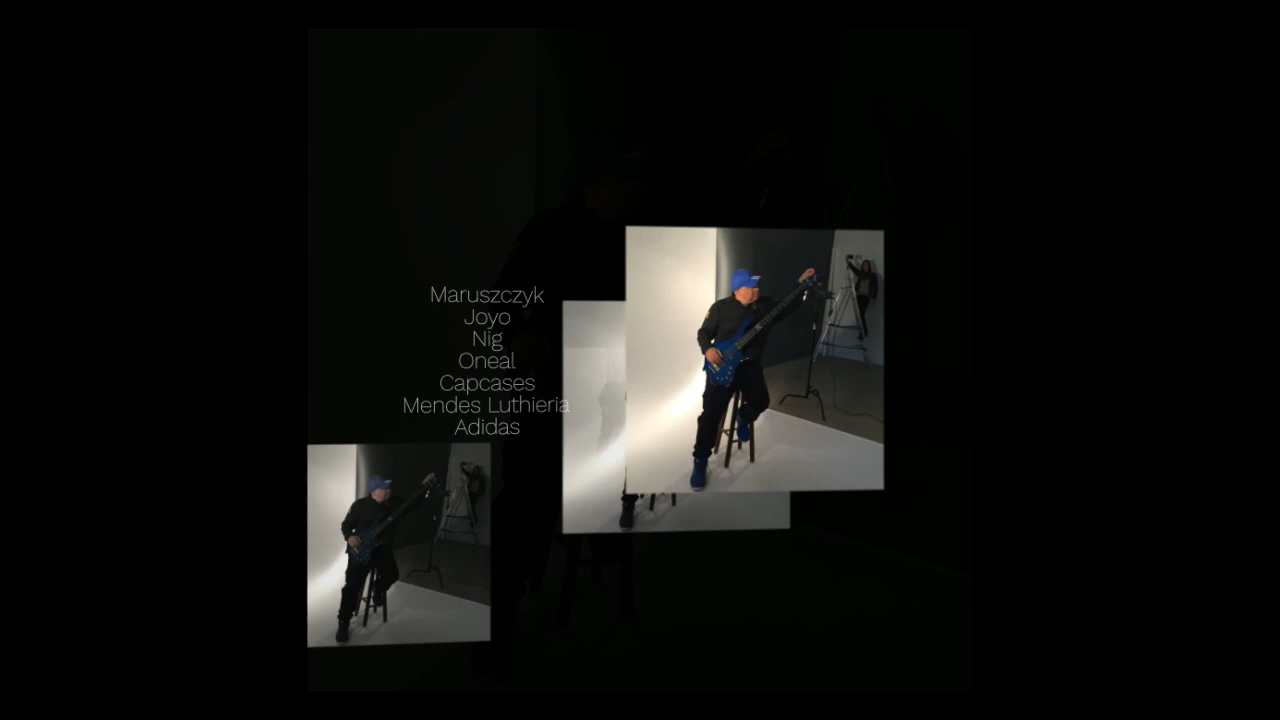 Maruszczyk
Joyo
Nig
Oneal
Capcases
Mendes Luthieria
Adidas